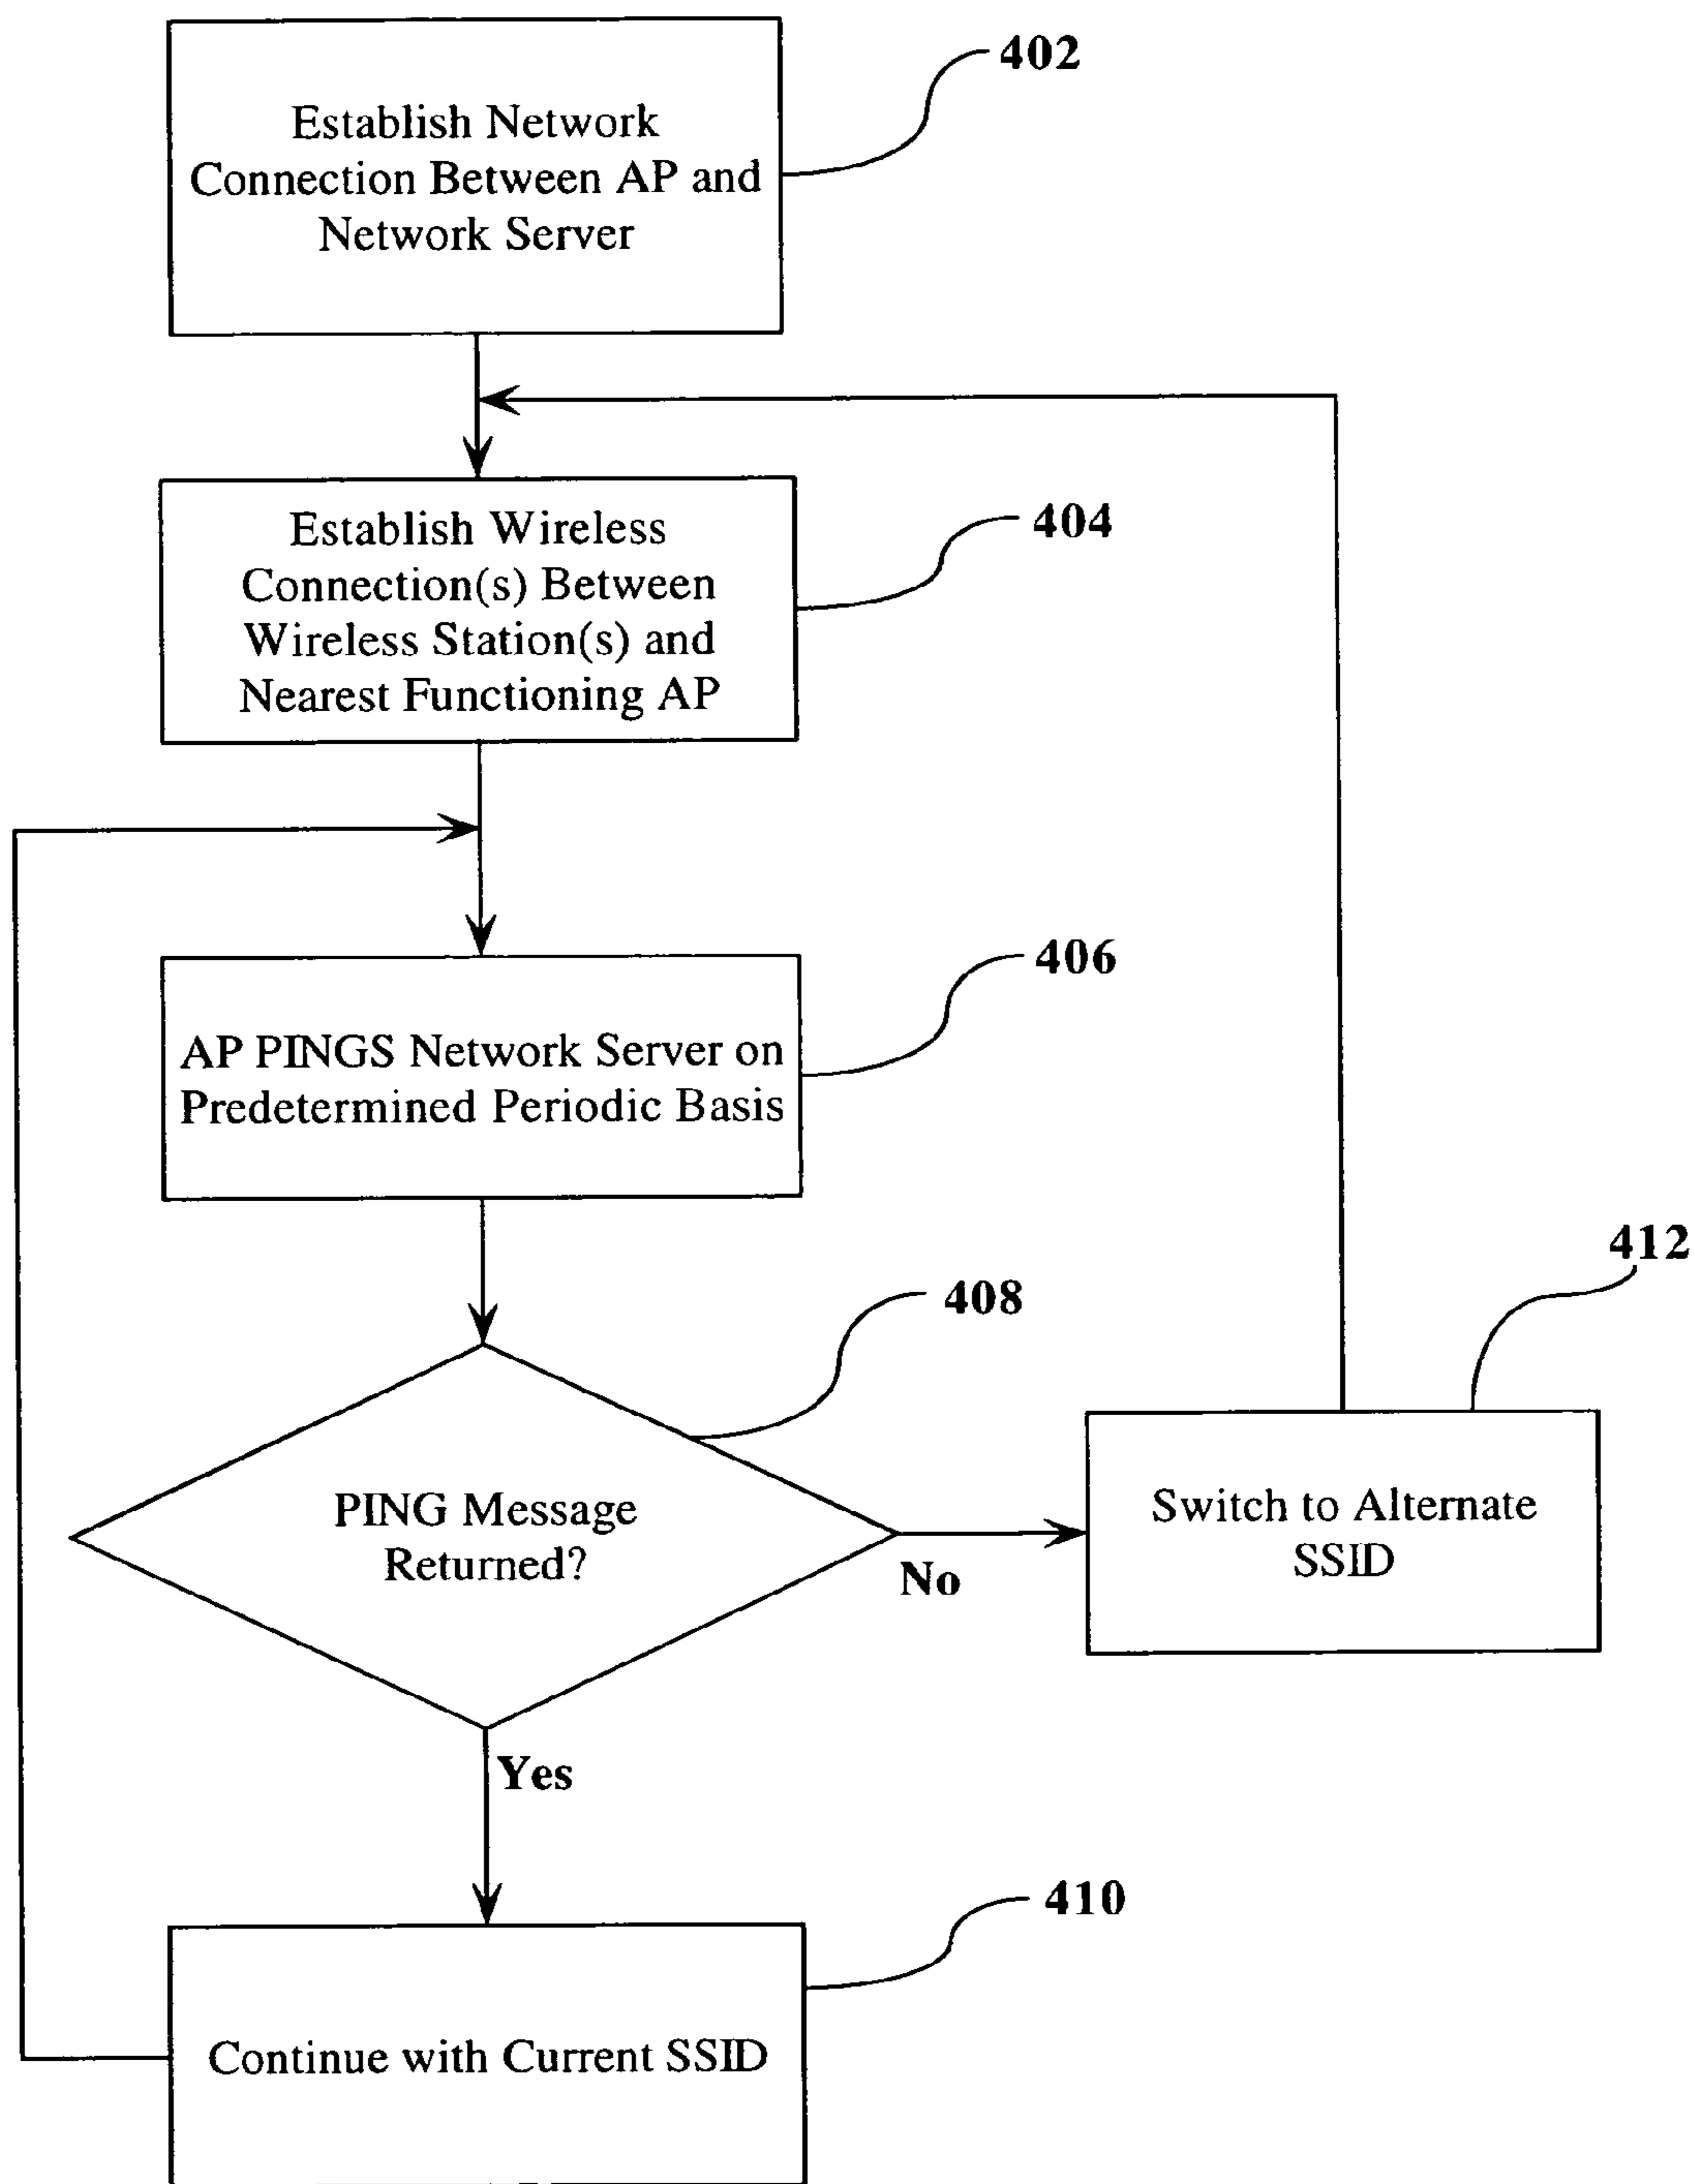 402
Establish Network
Connection Between AP and
Network Server
404
Establish Wireless
Connection(s) Between
Wireless Station(s) and
Nearest Functioning AP
406
AP PINGS Network Server on
Predetermined Periodic Basis
412
408
PING Message
Returned?
Switch to Alternate
SSID
No
Yes
410
Continue with Current SSID